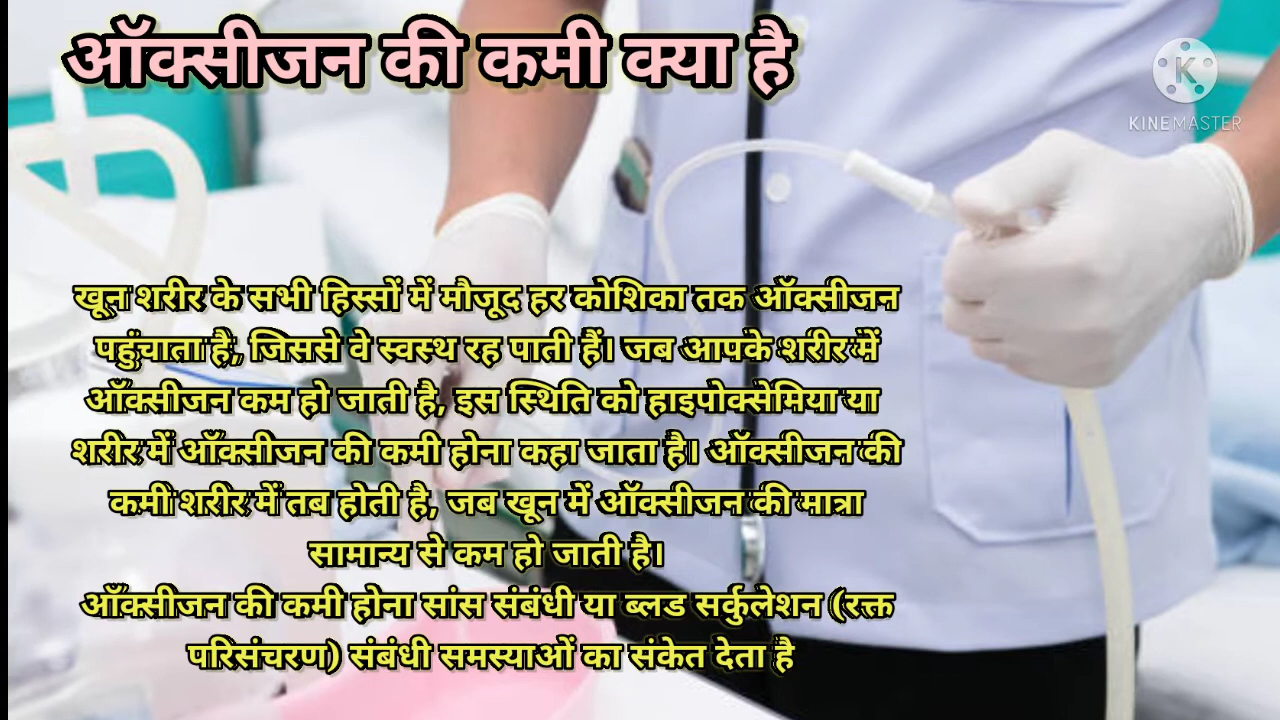 ऑक्सीजन की कमी क्या है
KINEMASTER
खून शरीर के सभी हिस्सों में मौजूद हर कोशिका तक ऑक्सीजन
पहुंचाता है, जिससे वे स्वस्थ रह पाती हैं। जब आपके शरीर में
ऑक्सीजन कम हो जाती है, इस स्थिति को हाइपोक्सेमिया या
शरीर में ऑक्सीजन की कमी होना कहा जाता है। ऑक्सीजन की
कमी शरीर में तब होती है, जब खून में ऑक्सीजन की मात्रा
सामान्य से कम हो जाती है।
ऑक्सीजन की कमी होना सांस संबंधी या ब्लड सर्कुलेशन (रक्त
परिसंचरण) संबंधी समस्याओं का संकेत देता है